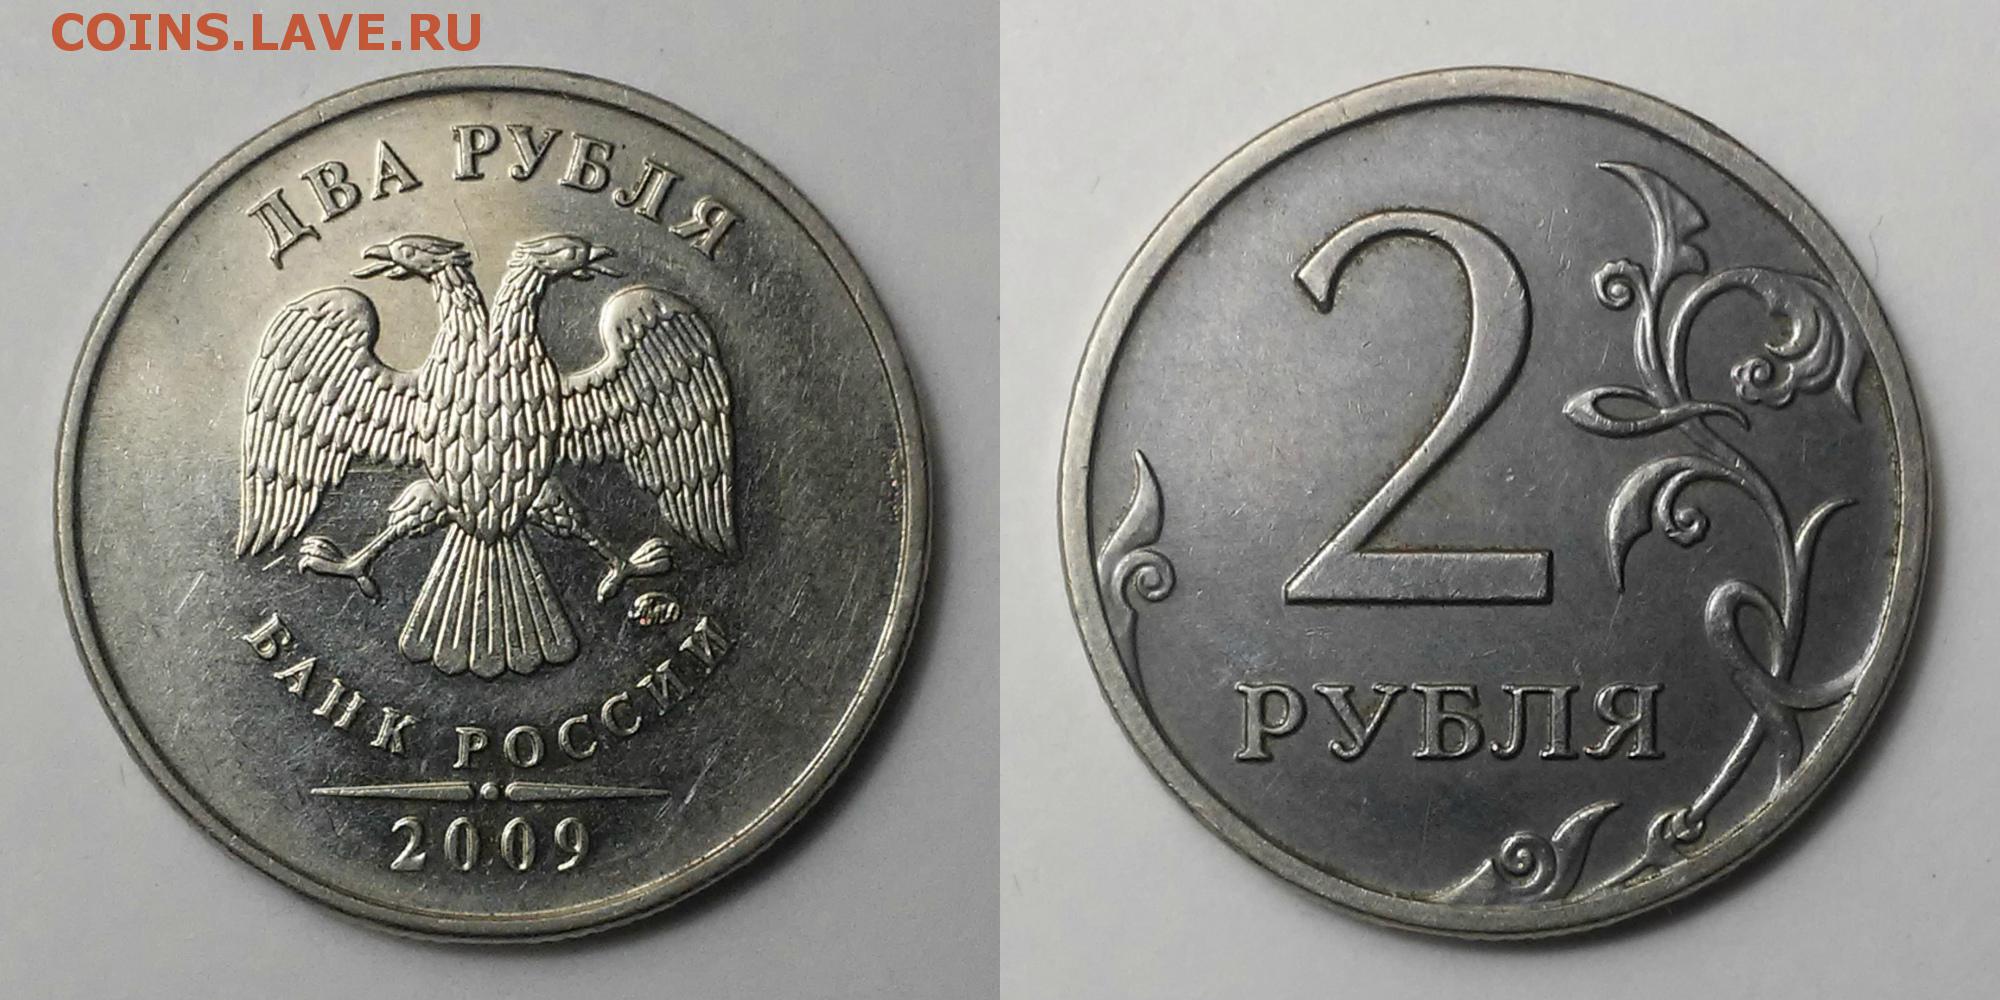 COINS.LAVE.RU
ДВА РУБЛЯ
БАНК РОССИИ
2009
2
РУБЛЯ